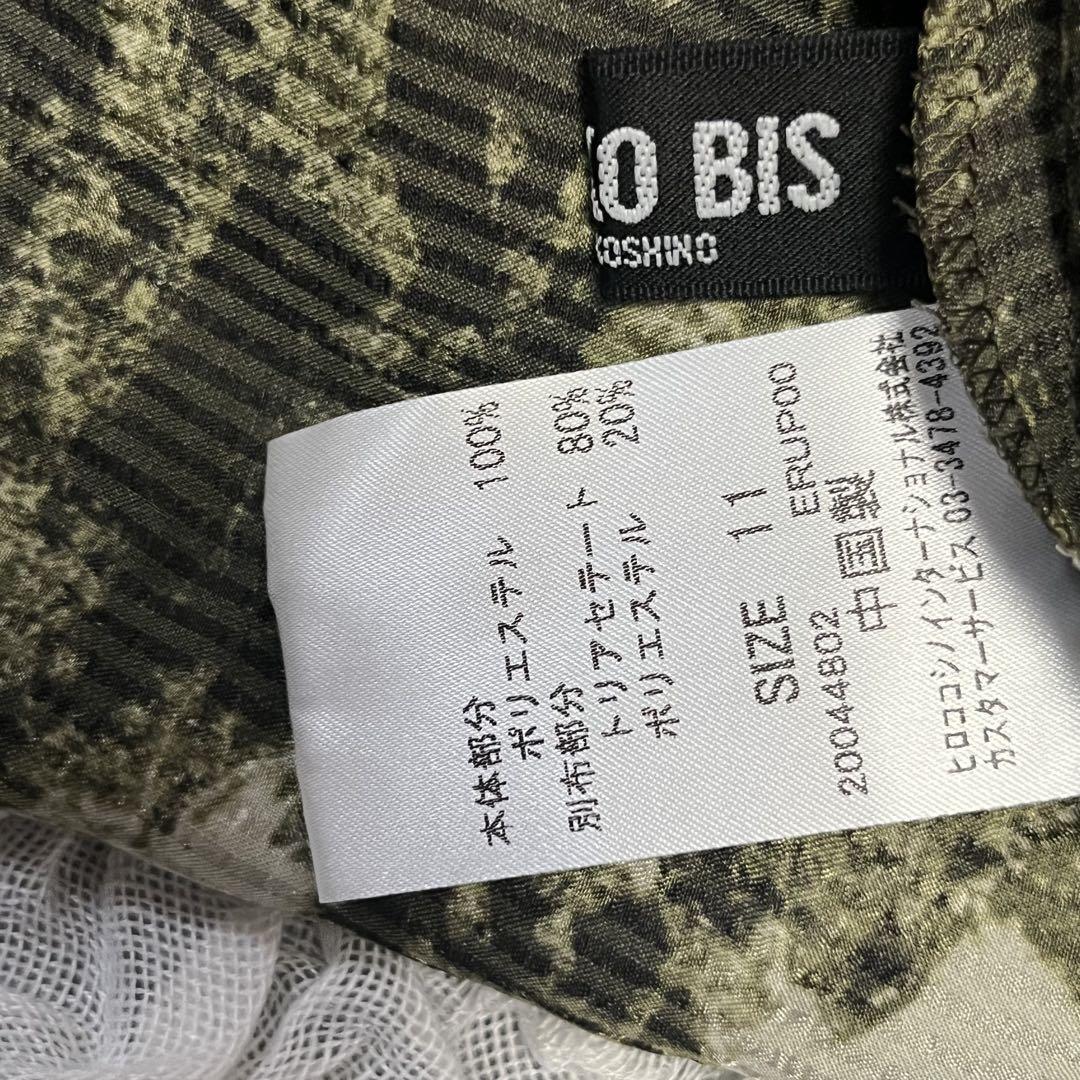 O BIS
KOSHINO
本体部分
ポリエステル 100%
別布部分
トリアセテート 80%
ポリエステル 20%
SIZE 11
ERUP00
20044802
中国製
ヒロココシノインターナショナル株式会社
カスタマーサービス 03-3478-4392